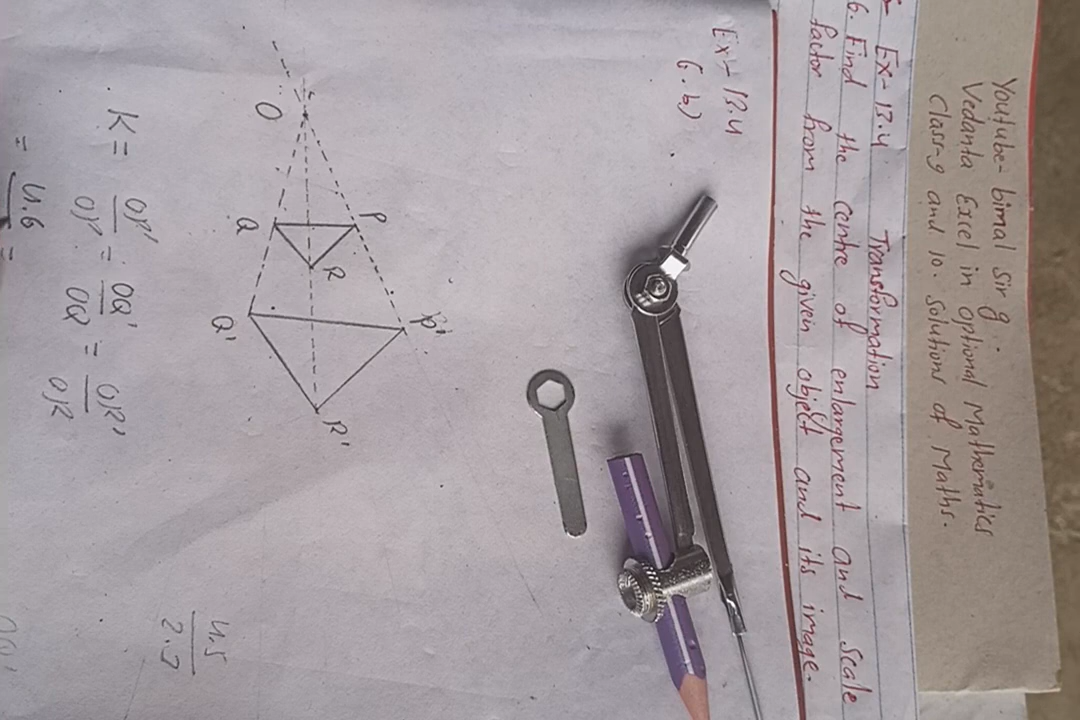 Youtube- bimal sir g.
Vedanta Excel in Optional Mathematics
Class-9 and 10. Solutions of Maths.
Ex- 13.4 Transformation
6. Find the centre of enlargement and scale
factor from the given object and its image.
Ex- 13.4
6.b)
O
P
Q
R
P'
Q'
R'
K = OP'/OP = OQ'/OQ = OR'/OR
= 4.6
4.5